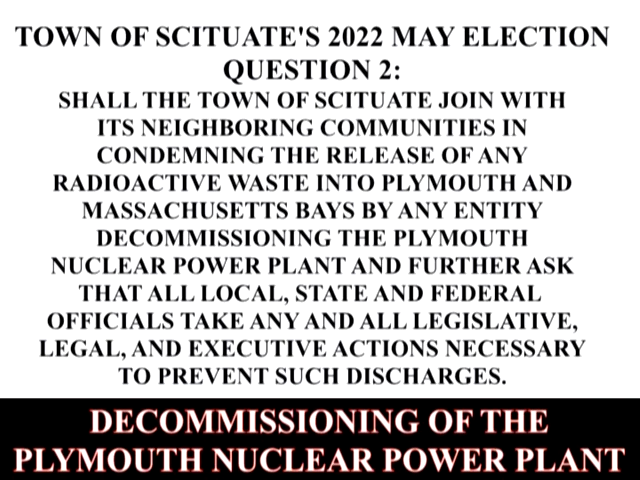 TOWN OF SCITUATE'S 2022 MAY ELECTION
QUESTION 2:
SHALL THE TOWN OF SCITUATE JOIN WITH
ITS NEIGHBORING COMMUNITIES IN
CONDEMNING THE RELEASE OF ANY
RADIOACTIVE WASTE INTO PLYMOUTH AND
MASSACHUSETTS BAYS BY ANY ENTITY
DECOMMISSIONING THE PLYMOUTH
NUCLEAR POWER PLANT AND FURTHER ASK
THAT ALL LOCAL, STATE AND FEDERAL
OFFICIALS TAKE ANY AND ALL LEGISLATIVE,
LEGAL, AND EXECUTIVE ACTIONS NECESSARY
TO PREVENT SUCH DISCHARGES.
DECOMMISSIONING OF THE
PLYMOUTH NUCLEAR POWER PLANT